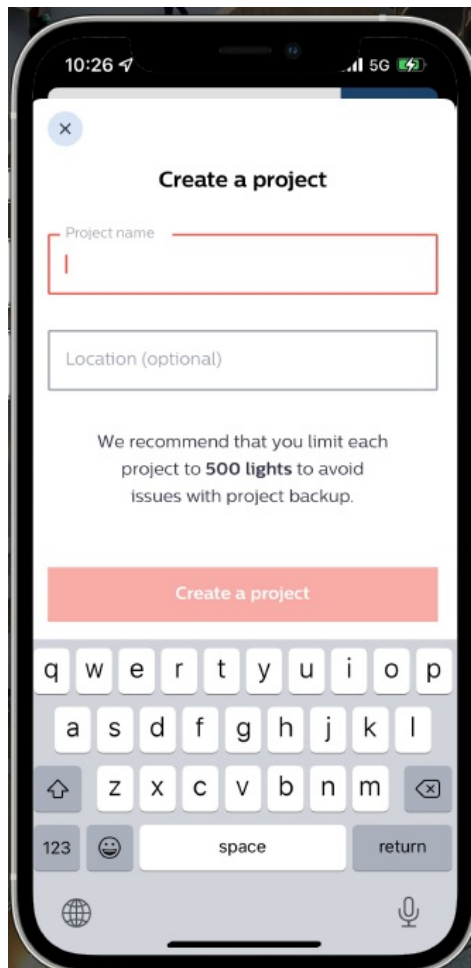 10:26
5G
×
Create a project
Project name
Location (optional)
We recommend that you limit each
project to 500 lights to avoid
issues with project backup.
Create a project
q w e r t y u i o p
a s d f g h j k l
z x c v b n m
123 space return